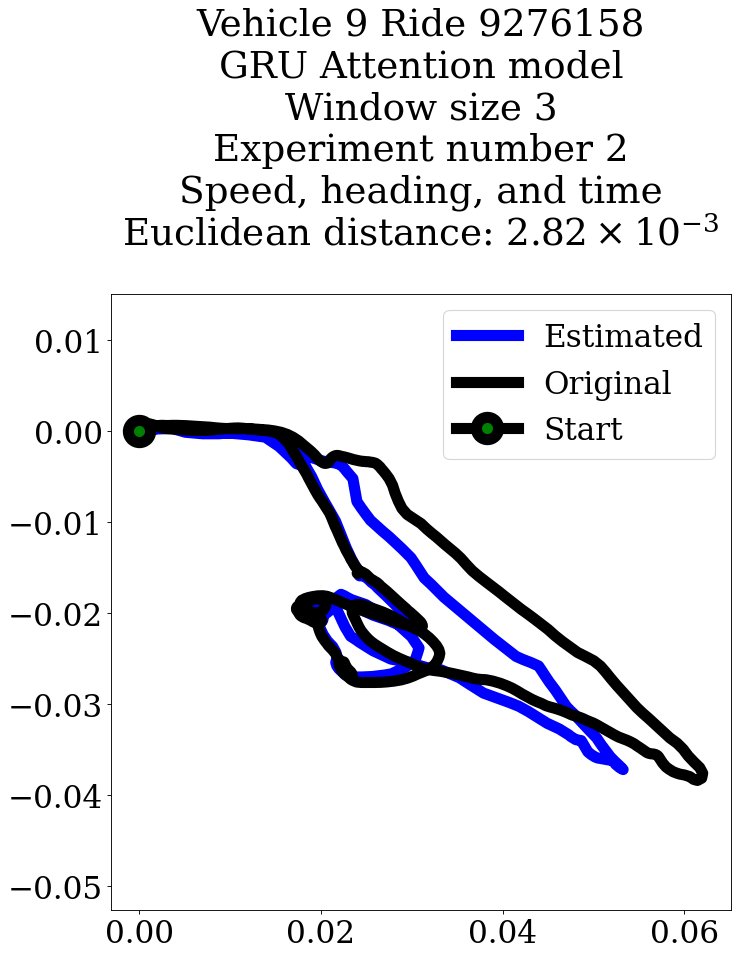 Vehicle 9 Ride 9276158
GRU Attention model
Window size 3
Experiment number 2
Speed, heading, and time
Euclidean distance: 2.82 × 10⁻³
Estimated
Original
Start
0.01
0.00
−0.01
−0.02
−0.03
−0.04
−0.05
0.00 0.02 0.04 0.06